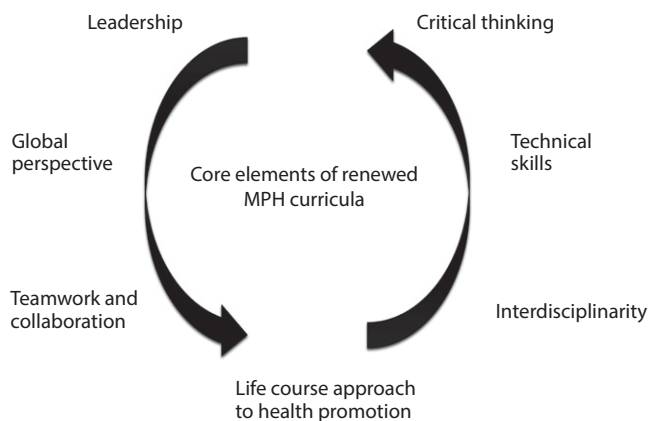 Leadership
Critical thinking
Global
perspective
Technical
skills
Core elements of renewed
MPH curricula
Teamwork and
collaboration
Interdisciplinarity
Life course approach
to health promotion